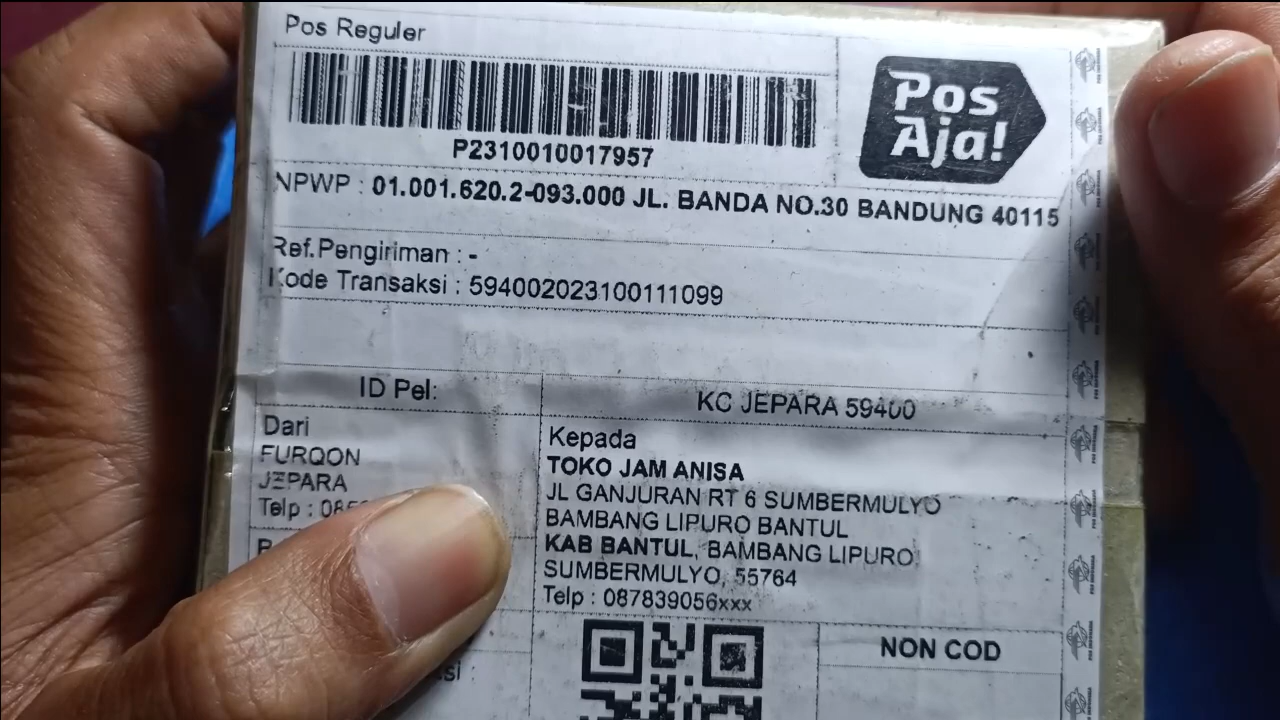 Pos Reguler
Pos
Aja!
P2310010017957
NPWP : 01.001.620.2-093.000 JL. BANDA NO.30 BANDUNG 40115
Ref.Pengiriman : -
Kode Transaksi : 594002023100111099
ID Pel:
KC JEPARA 59400
Dari
FURQON
JEPARA
Telp : 085
Kepada
TOKO JAM ANISA
JL GANJURAN RT 6 SUMBERMULYO
BAMBANG LIPURO BANTUL
KAB BANTUL, BAMBANG LIPURO
SUMBERMULYO, 55764
Telp : 087839056xxx
NON COD